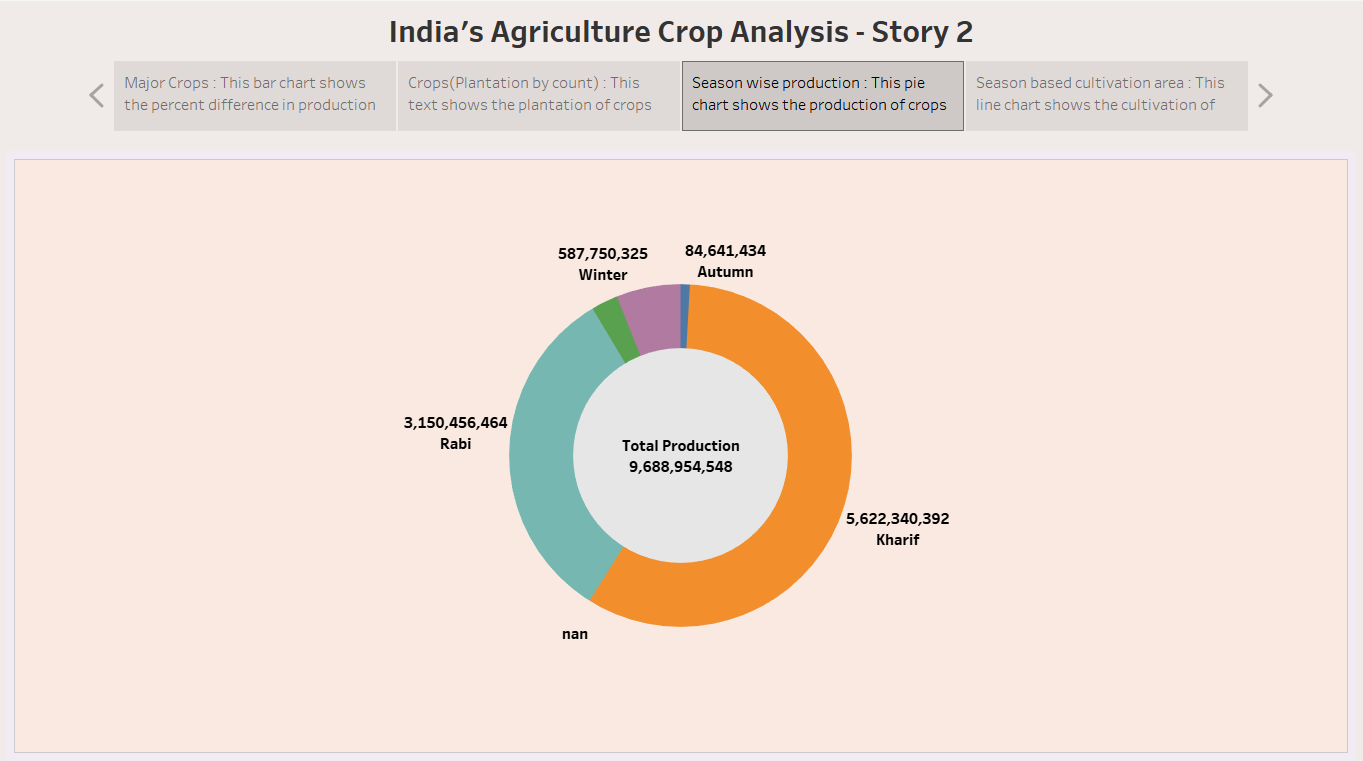 India’s Agriculture Crop Analysis - Story 2
Major Crops : This bar chart shows
the percent difference in production
Crops(Plantation by count) : This
text shows the plantation of crops
Season wise production : This pie
chart shows the production of crops
Season based cultivation area : This
line chart shows the cultivation of
587,750,325
Winter
84,641,434
Autumn
3,150,456,464
Rabi
Total Production
9,688,954,548
5,622,340,392
Kharif
nan